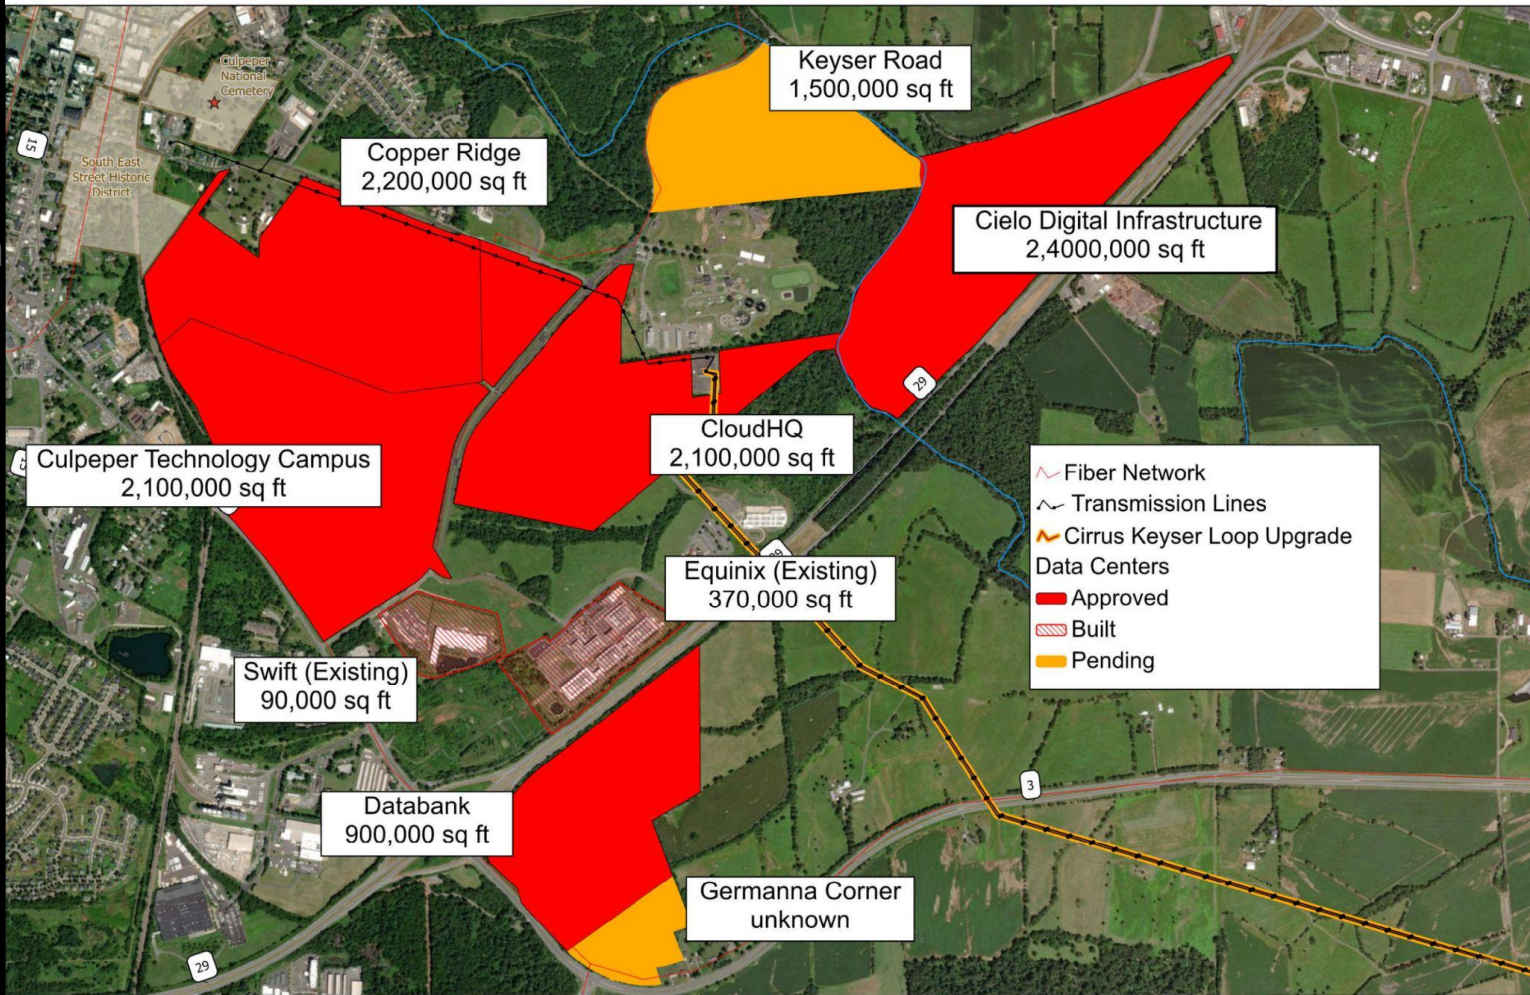 Culpeper
National
Cemetery
15
South East
Street Historic
District
Copper Ridge
2,200,000 sq ft
Keyser Road
1,500,000 sq ft
Cielo Digital Infrastructure
2,4000,000 sq ft
29
Culpeper Technology Campus
2,100,000 sq ft
CloudHQ
2,100,000 sq ft
Fiber Network
Transmission Lines
Cirrus Keyser Loop Upgrade
Data Centers
Approved
Built
Pending
Equinix (Existing)
370,000 sq ft
Swift (Existing)
90,000 sq ft
3
Databank
900,000 sq ft
Germanna Corner
unknown
29